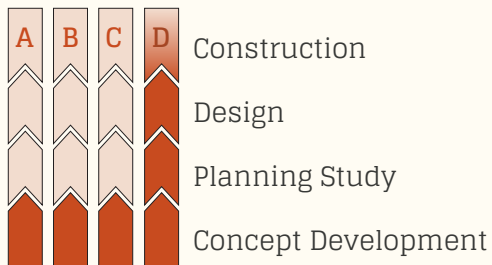 A B C D
Construction
Design
Planning Study
Concept Development